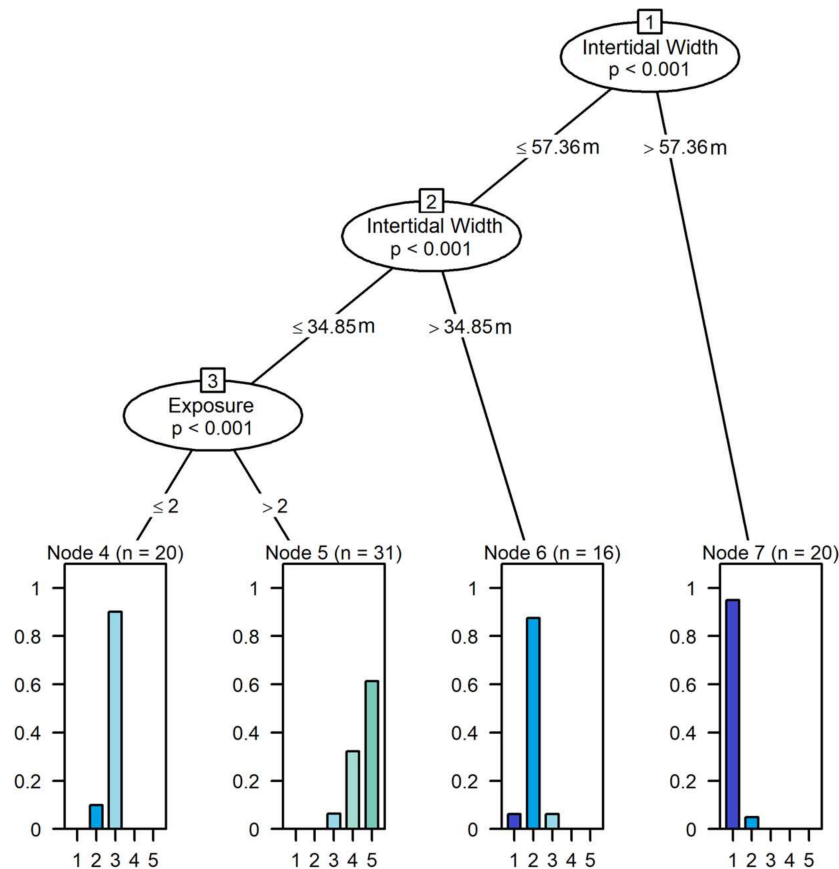 1
Intertidal Width
p < 0.001
≤ 57.36 m
> 57.36 m
2
Intertidal Width
p < 0.001
≤ 34.85 m
> 34.85 m
3
Exposure
p < 0.001
≤ 2
> 2
Node 4 (n = 20)
1
0.8
0.6
0.4
0.2
0
1 2 3 4 5
Node 5 (n = 31)
1
0.8
0.6
0.4
0.2
0
1 2 3 4 5
Node 6 (n = 16)
1
0.8
0.6
0.4
0.2
0
1 2 3 4 5
Node 7 (n = 20)
1
0.8
0.6
0.4
0.2
0
1 2 3 4 5